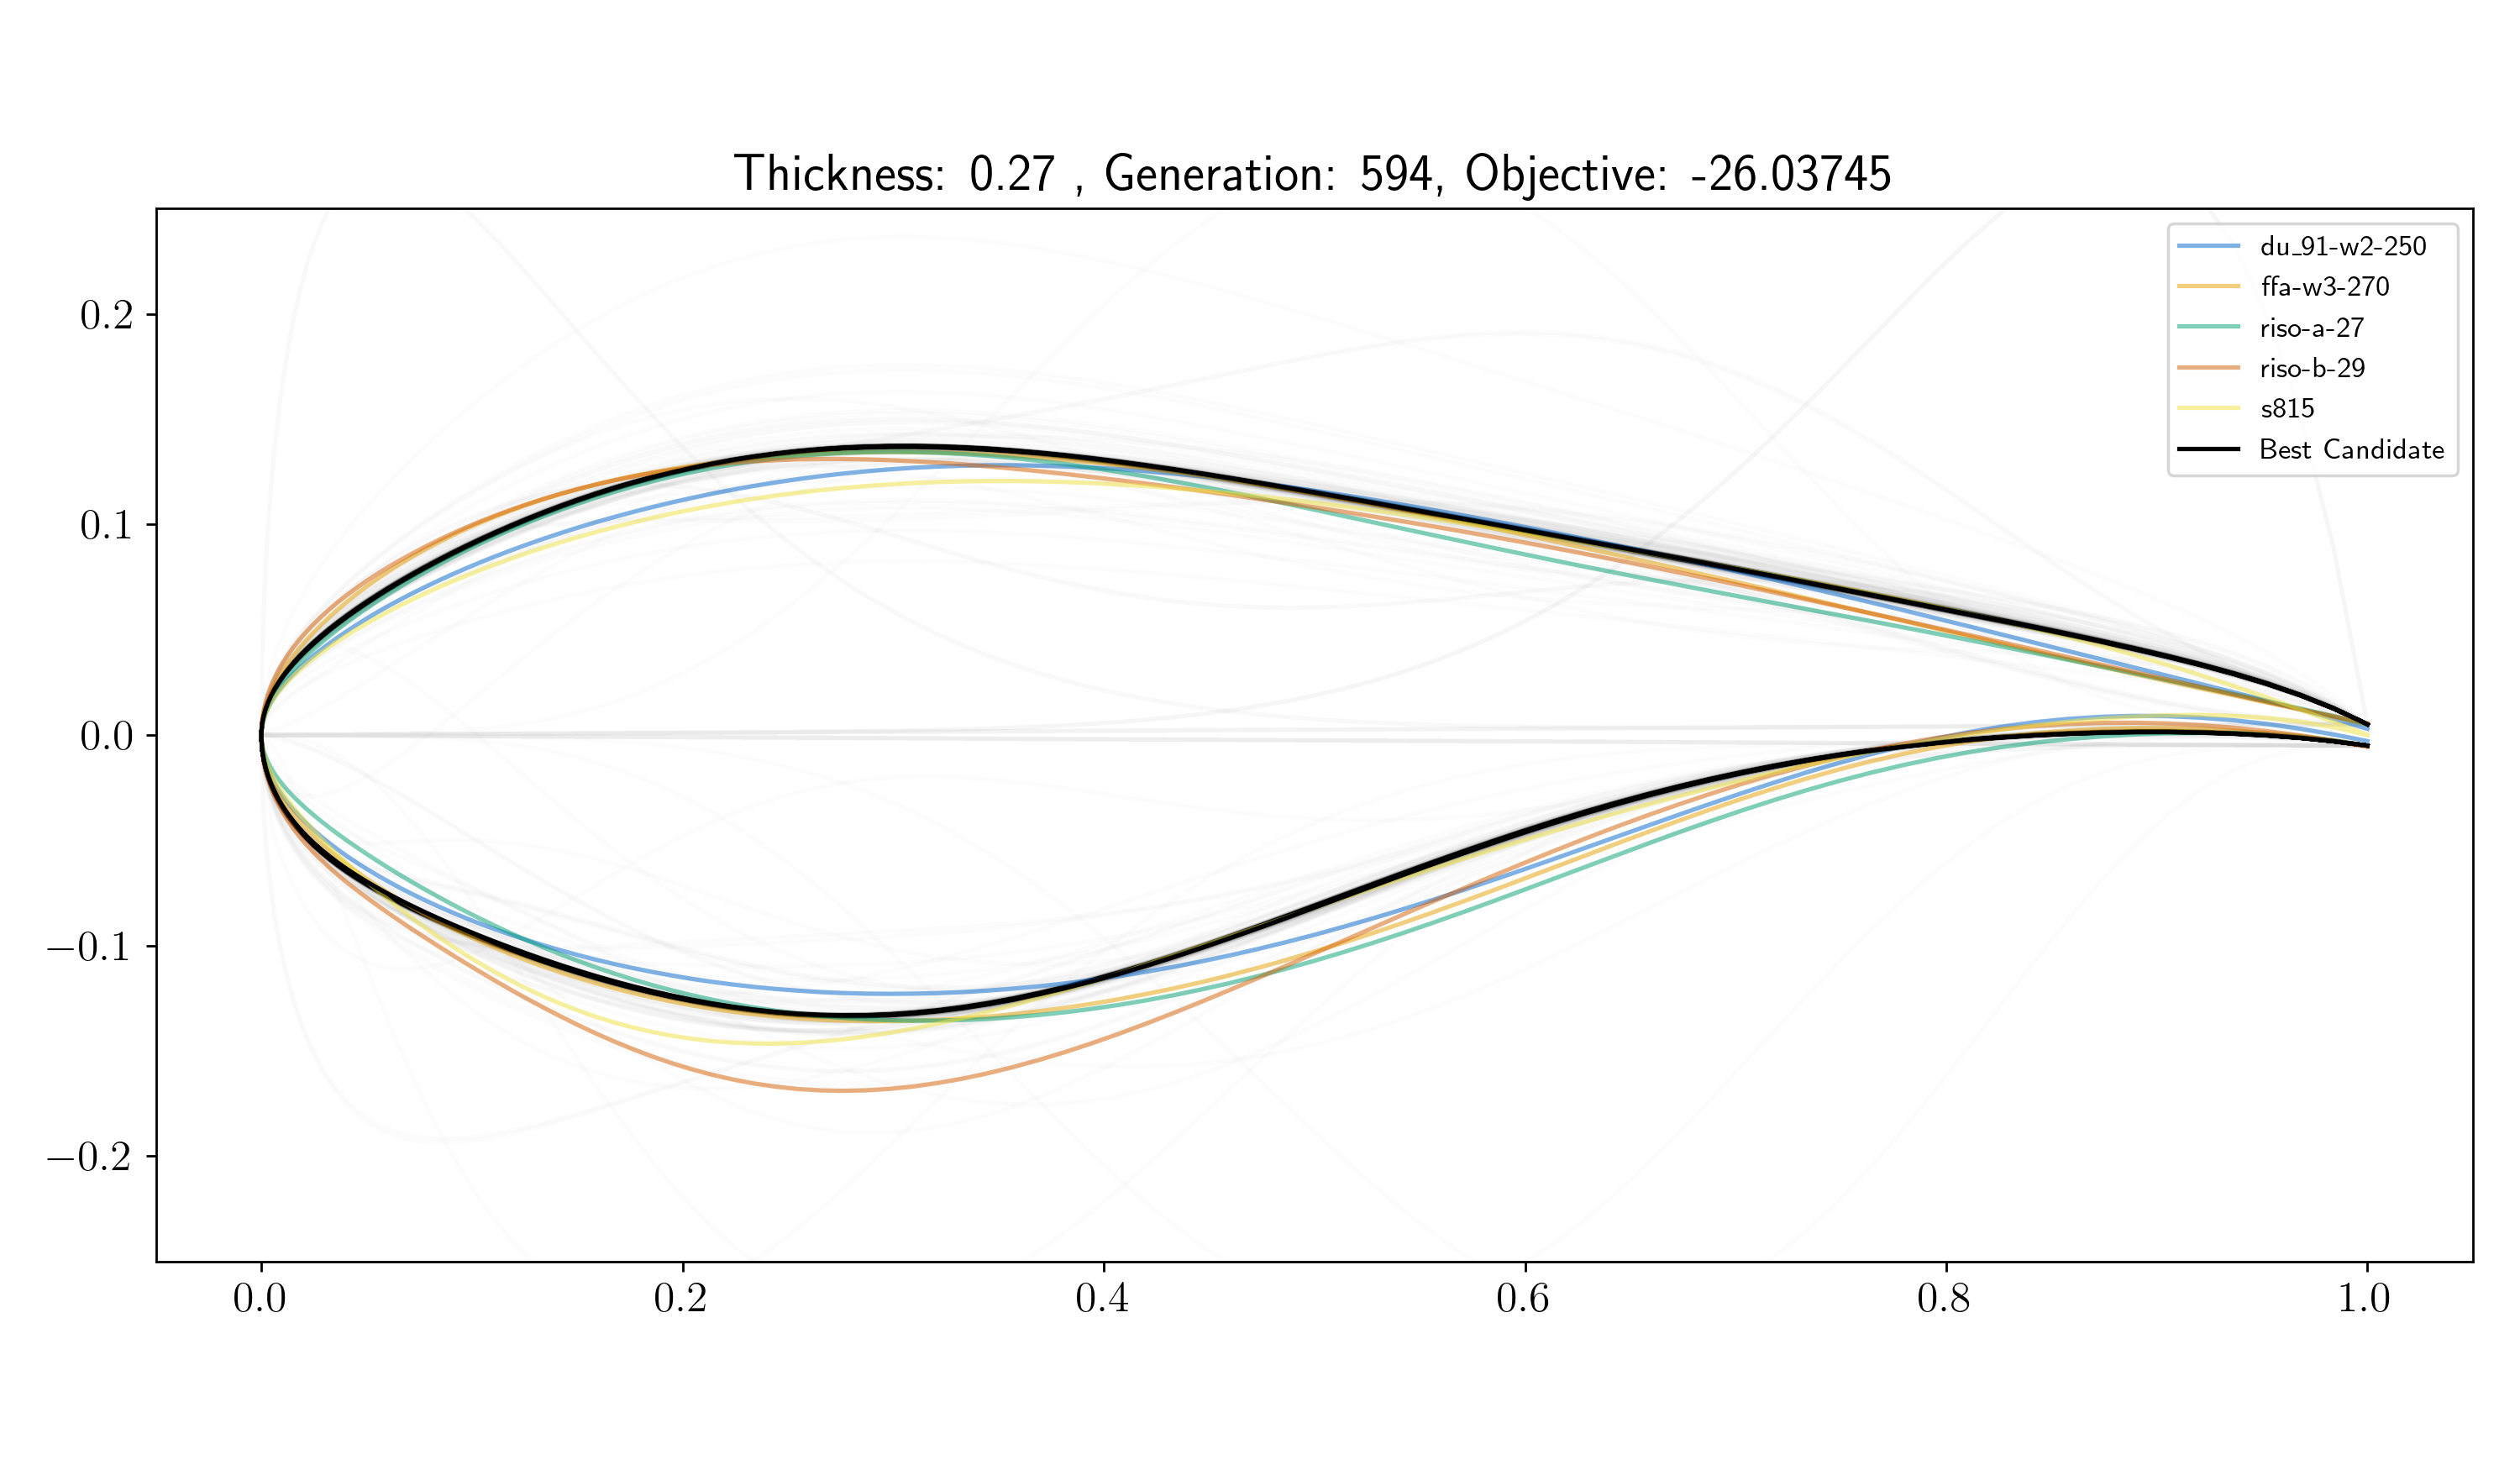 Thickness: 0.27 , Generation: 594, Objective: -26.03745
du_91-w2-250
ffa-w3-270
riso-a-27
riso-b-29
s815
Best Candidate
0.2
0.1
0.0
−0.1
−0.2
0.0 0.2 0.4 0.6 0.8 1.0